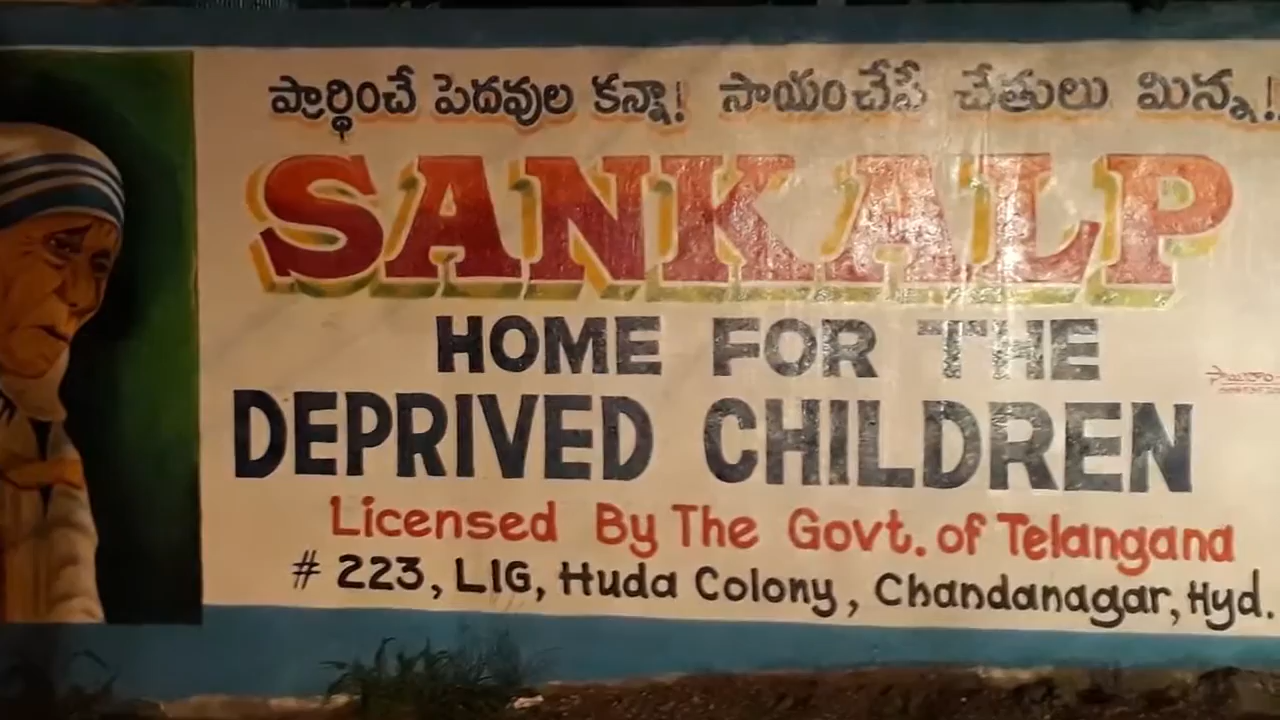 ప్రార్థించే పెదవుల కన్నా! సాయంచేసే చేతులు మిన్న!!
SANKALP
HOME FOR THE
DEPRIVED CHILDREN
Licensed By The Govt. of Telangana
# 223, LIG, Huda Colony, Chandanagar, Hyd.